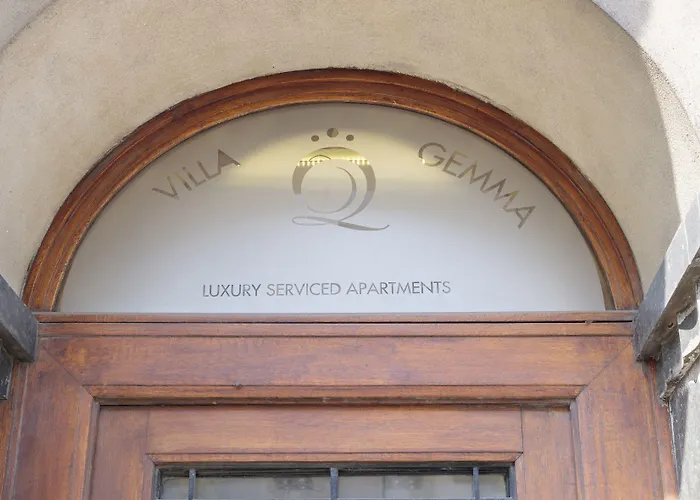 VILLA Q GEMMA
LUXURY SERVICED APARTMENTS